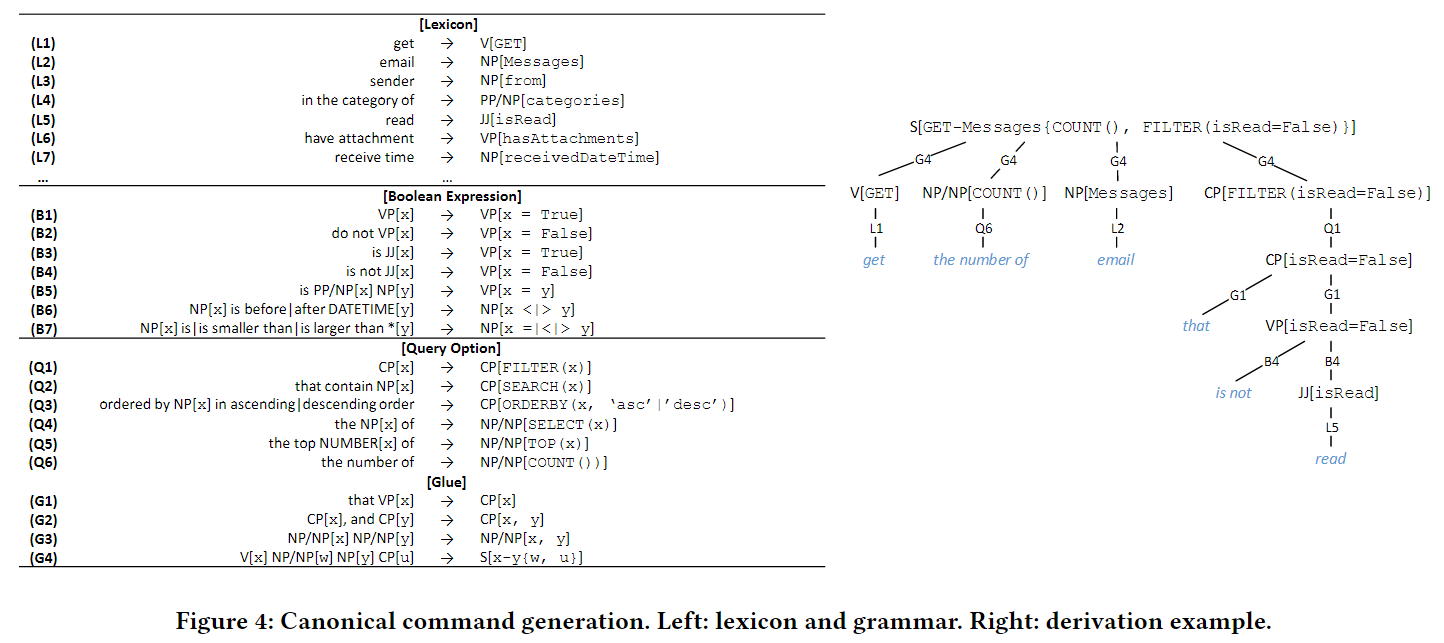 [Lexicon]
(L1) get → V[GET]
(L2) email → NP[Messages]
(L3) sender → NP[from]
(L4) in the category of → PP/NP[categories]
(L5) read → JJ[isRead]
(L6) have attachment → VP[hasAttachments]
(L7) receive time → NP[receivedDateTime]
... ...
[Boolean Expression]
(B1) VP[x] → VP[x = True]
(B2) do not VP[x] → VP[x = False]
(B3) is JJ[x] → VP[x = True]
(B4) is not JJ[x] → VP[x = False]
(B5) is PP/NP[x] NP[y] → VP[x = y]
(B6) NP[x] is before|after DATETIME[y] → NP[x <|> y]
(B7) NP[x] is|is smaller than|is larger than *[y] → NP[x =|<|> y]
[Query Option]
(Q1) CP[x] → CP[FILTER(x)]
(Q2) that contain NP[x] → CP[SEARCH(x)]
(Q3) ordered by NP[x] in ascending|descending order → CP[ORDERBY(x, ‘asc’|’desc’)]
(Q4) the NP[x] of → NP/NP[SELECT(x)]
(Q5) the top NUMBER[x] of → NP/NP[TOP(x)]
(Q6) the number of → NP/NP[COUNT())]
[Glue]
(G1) that VP[x] → CP[x]
(G2) CP[x], and CP[y] → CP[x, y]
(G3) NP/NP[x] NP/NP[y] → NP/NP[x, y]
(G4) V[x] NP/NP[w] NP[y] CP[u] → S[x-y{w, u}]
S[GET-Messages{COUNT(), FILTER(isRead=False)}]
G4 G4 G4 G4
V[GET] NP/NP[COUNT()] NP[Messages] CP[FILTER(isRead=False)]
L1 Q6 L2 Q1
get the number of email CP[isRead=False]
G1 G1
that VP[isRead=False]
B4 B4
is not JJ[isRead]
L5
read
Figure 4: Canonical command generation. Left: lexicon and grammar. Right: derivation example.